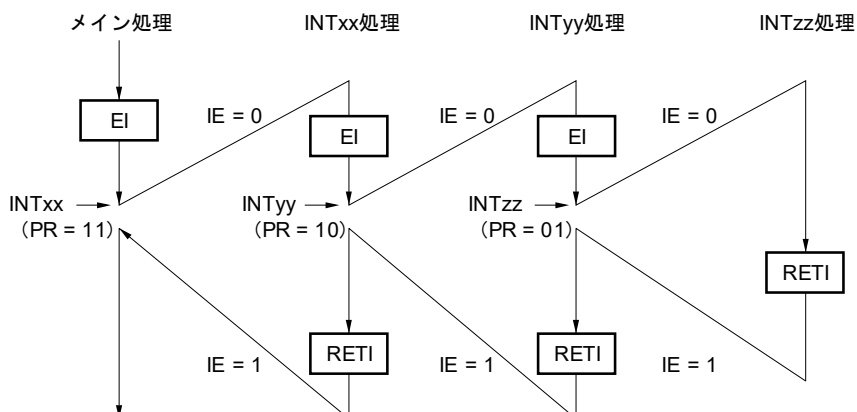 メイン処理 INTxx処理 INTyy処理 INTzz処理
EI IE = 0 EI IE = 0 EI IE = 0
INTxx INTyy INTzz
（PR = 11） （PR = 10） （PR = 01）
RETI
IE = 1 RETI IE = 1 RETI IE = 1